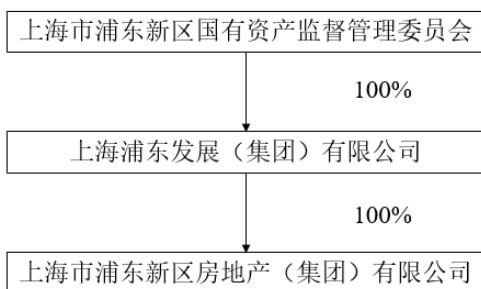 上海市浦东新区国有资产监督管理委员会
100%
上海浦东发展（集团）有限公司
100%
上海市浦东新区房地产（集团）有限公司